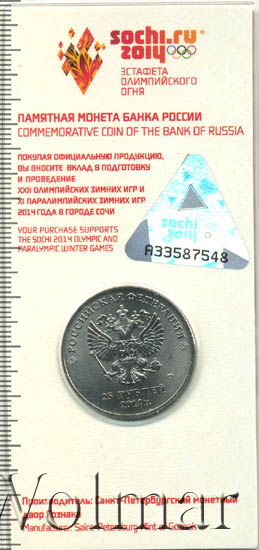 sochi.ru
2014
ЭСТАФЕТА
ОЛИМПИЙСКОГО
ОГНЯ
ПАМЯТНАЯ МОНЕТА БАНКА РОССИИ
COMMEMORATIVE COIN OF THE BANK OF RUSSIA
ПОКУПАЯ ОФИЦИАЛЬНУЮ ПРОДУКЦИЮ,
ВЫ ВНОСИТЕ ВКЛАД В ПОДГОТОВКУ
И ПРОВЕДЕНИЕ
XXII ОЛИМПИЙСКИХ ЗИМНИХ ИГР И
XI ПАРАЛИМПИЙСКИХ ЗИМНИХ ИГР
2014 ГОДА В ГОРОДЕ СОЧИ
YOUR PURCHASE SUPPORTS
THE SOCHI 2014 OLYMPIC AND
PARALYMPIC WINTER GAMES
sochi
2014
A33587548
РОССИЙСКАЯ ФЕДЕРАЦИЯ
25 РУБЛЕЙ
Производитель: Санкт-Петербургский монетный
двор Гознака
Manufacture: Saint-Petersburg Mint of Goznak
Wolmar